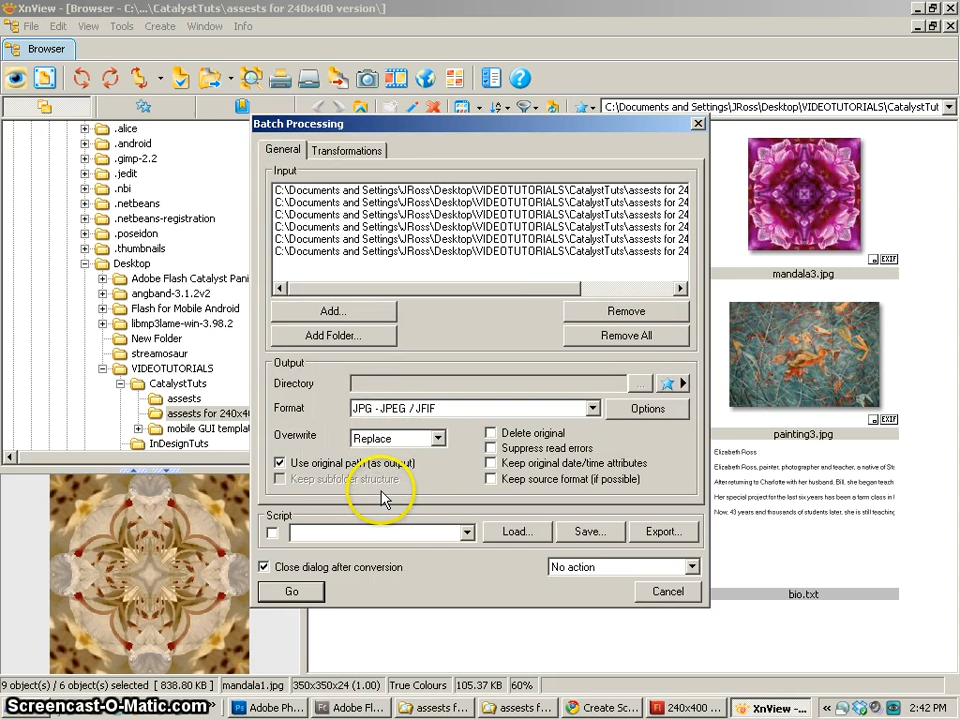 XnView - [Browser - C:\...\CatalystTuts\assests for 240x400 version\]
File Edit View Tools Create Window Info
Browser
C:\Documents and Settings\JRoss\Desktop\VIDEOTUTORIALS\CatalystTut
.alice
.android
.gimp-2.2
.jedit
.nbi
.netbeans
.netbeans-registration
.poseidon
.thumbnails
Desktop
Adobe Flash Catalyst Pani
angband-3.1.2v2
Flash for Mobile Android
libmp3lame-win-3.98.2
New Folder
streamosaur
VIDEOTUTORIALS
CatalystTuts
assests
assests for 240x40
mobile GUI templa
InDesignTuts
Batch Processing
General Transformations
Input
C:\Documents and Settings\JRoss\Desktop\VIDEOTUTORIALS\CatalystTuts\assests for 24
C:\Documents and Settings\JRoss\Desktop\VIDEOTUTORIALS\CatalystTuts\assests for 24
C:\Documents and Settings\JRoss\Desktop\VIDEOTUTORIALS\CatalystTuts\assests for 24
C:\Documents and Settings\JRoss\Desktop\VIDEOTUTORIALS\CatalystTuts\assests for 24
C:\Documents and Settings\JRoss\Desktop\VIDEOTUTORIALS\CatalystTuts\assests for 24
C:\Documents and Settings\JRoss\Desktop\VIDEOTUTORIALS\CatalystTuts\assests for 24
Add... Remove
Add Folder... Remove All
Output
Directory ...
Format JPG - JPEG / JFIF Options
Overwrite Replace
Delete original
Suppress read errors
Use original path (as output) Keep original date/time attributes
Keep subfolder structure Keep source format (if possible)
Script
Load... Save... Export...
Close dialog after conversion No action
Go Cancel
EXIF
mandala3.jpg
EXIF
painting3.jpg
Elizabeth Ross
Elizabeth Ross, painter, photographer and teacher, a native of St
After returning to Charlotte with her husband, Bill, she began teach
Her special project for the last six years has been a farm class in l
Now, 43 years and thousands of students later, she is still teaching
bio.txt
9 object(s) / 6 object(s) selected [ 838.80 KB ] mandala1.jpg 350x350x24 (1.00) True Colours 105.37 KB 60%
Screencast-O-Matic.com
Adobe Ph... Adobe Fl... assests f... assests f... Create Sc... 240x400 ... XnView -... 2:42 PM